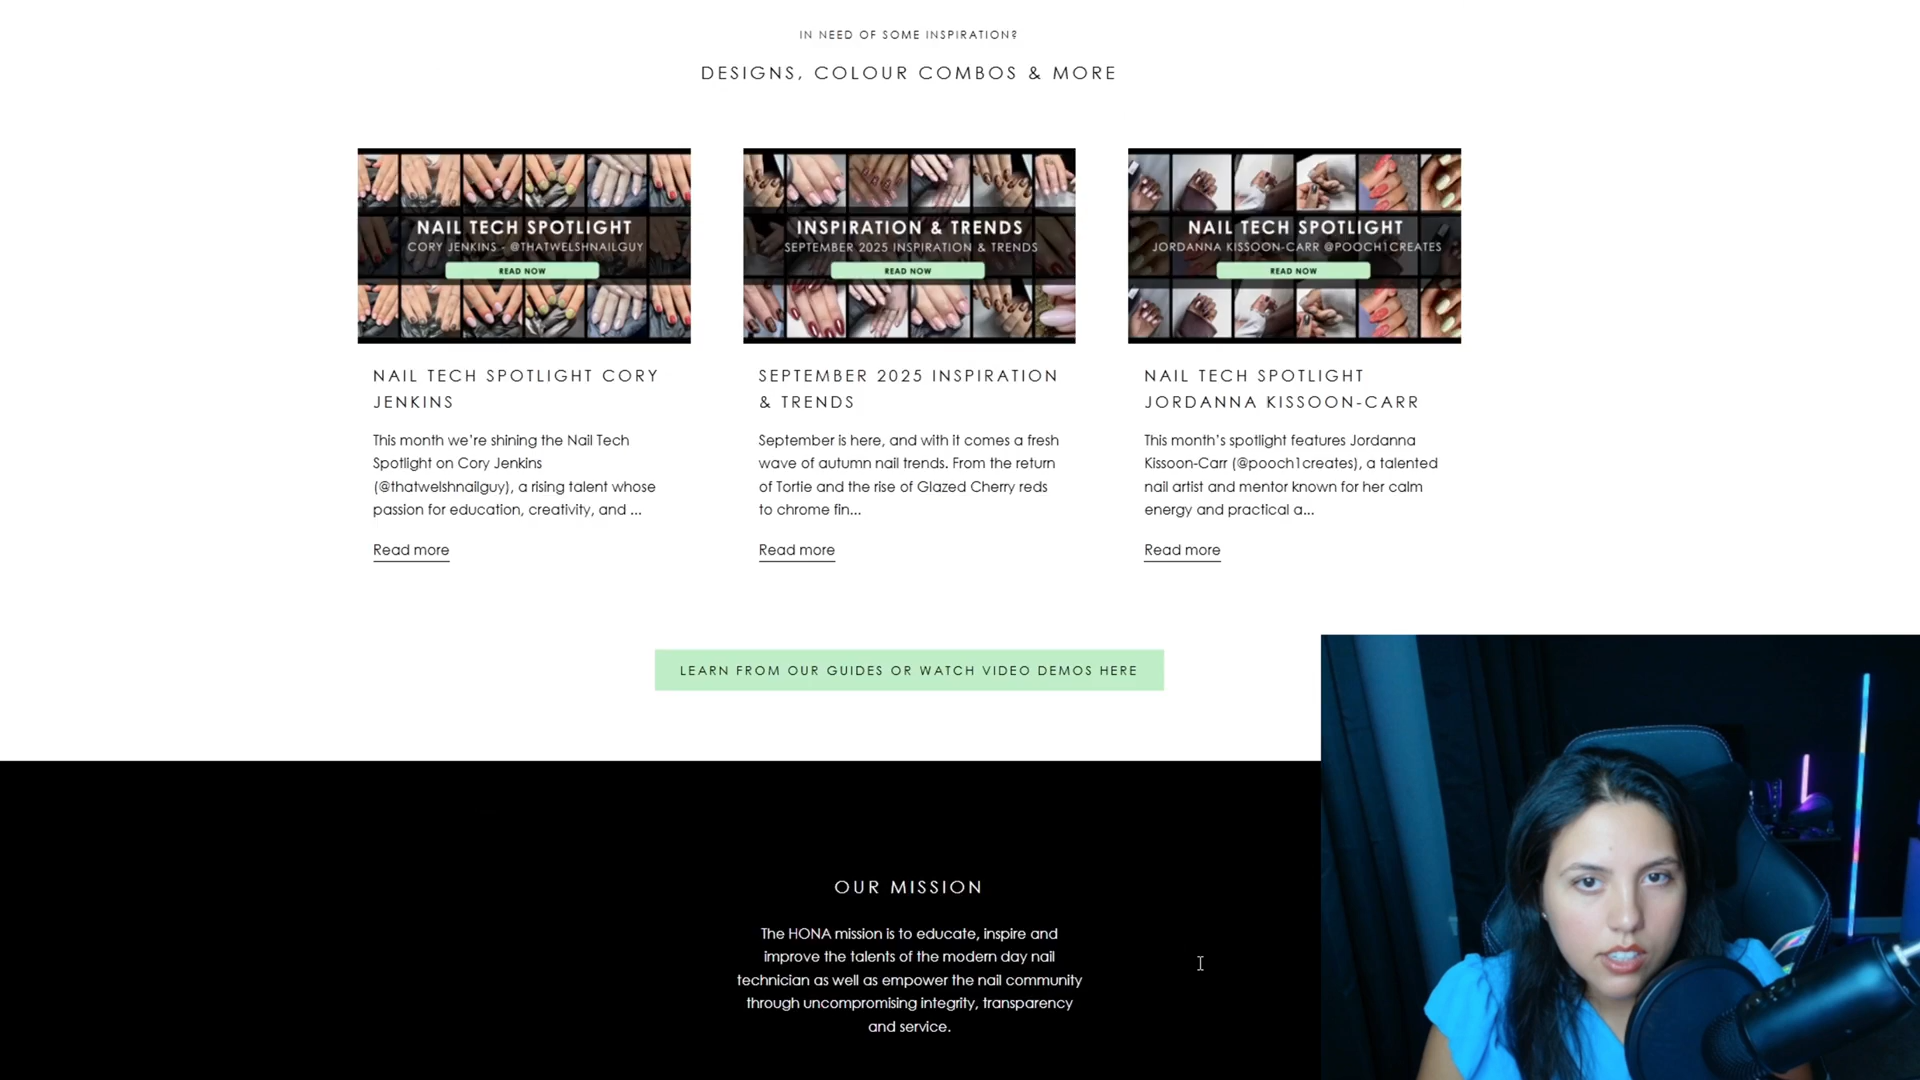 IN NEED OF SOME INSPIRATION?
DESIGNS, COLOUR COMBOS & MORE
NAIL TECH SPOTLIGHT
CORY JENKINS - @THATWELSHNAILGUY
READ NOW
INSPIRATION & TRENDS
SEPTEMBER 2025 INSPIRATION & TRENDS
READ NOW
NAIL TECH SPOTLIGHT
JORDANNA KISSOON-CARR @POOCH1CREATES
READ NOW
NAIL TECH SPOTLIGHT CORY
JENKINS
This month we’re shining the Nail Tech
Spotlight on Cory Jenkins
(@thatwelshnailguy), a rising talent whose
passion for education, creativity, and ...
Read more
SEPTEMBER 2025 INSPIRATION
& TRENDS
September is here, and with it comes a fresh
wave of autumn nail trends. From the return
of Tortie and the rise of Glazed Cherry reds
to chrome fin...
Read more
NAIL TECH SPOTLIGHT
JORDANNA KISSOON-CARR
This month’s spotlight features Jordanna
Kissoon-Carr (@pooch1creates), a talented
nail artist and mentor known for her calm
energy and practical a...
Read more
LEARN FROM OUR GUIDES OR WATCH VIDEO DEMOS HERE
OUR MISSION
The HONA mission is to educate, inspire and
improve the talents of the modern day nail
technician as well as empower the nail community
through uncompromising integrity, transparency
and service.